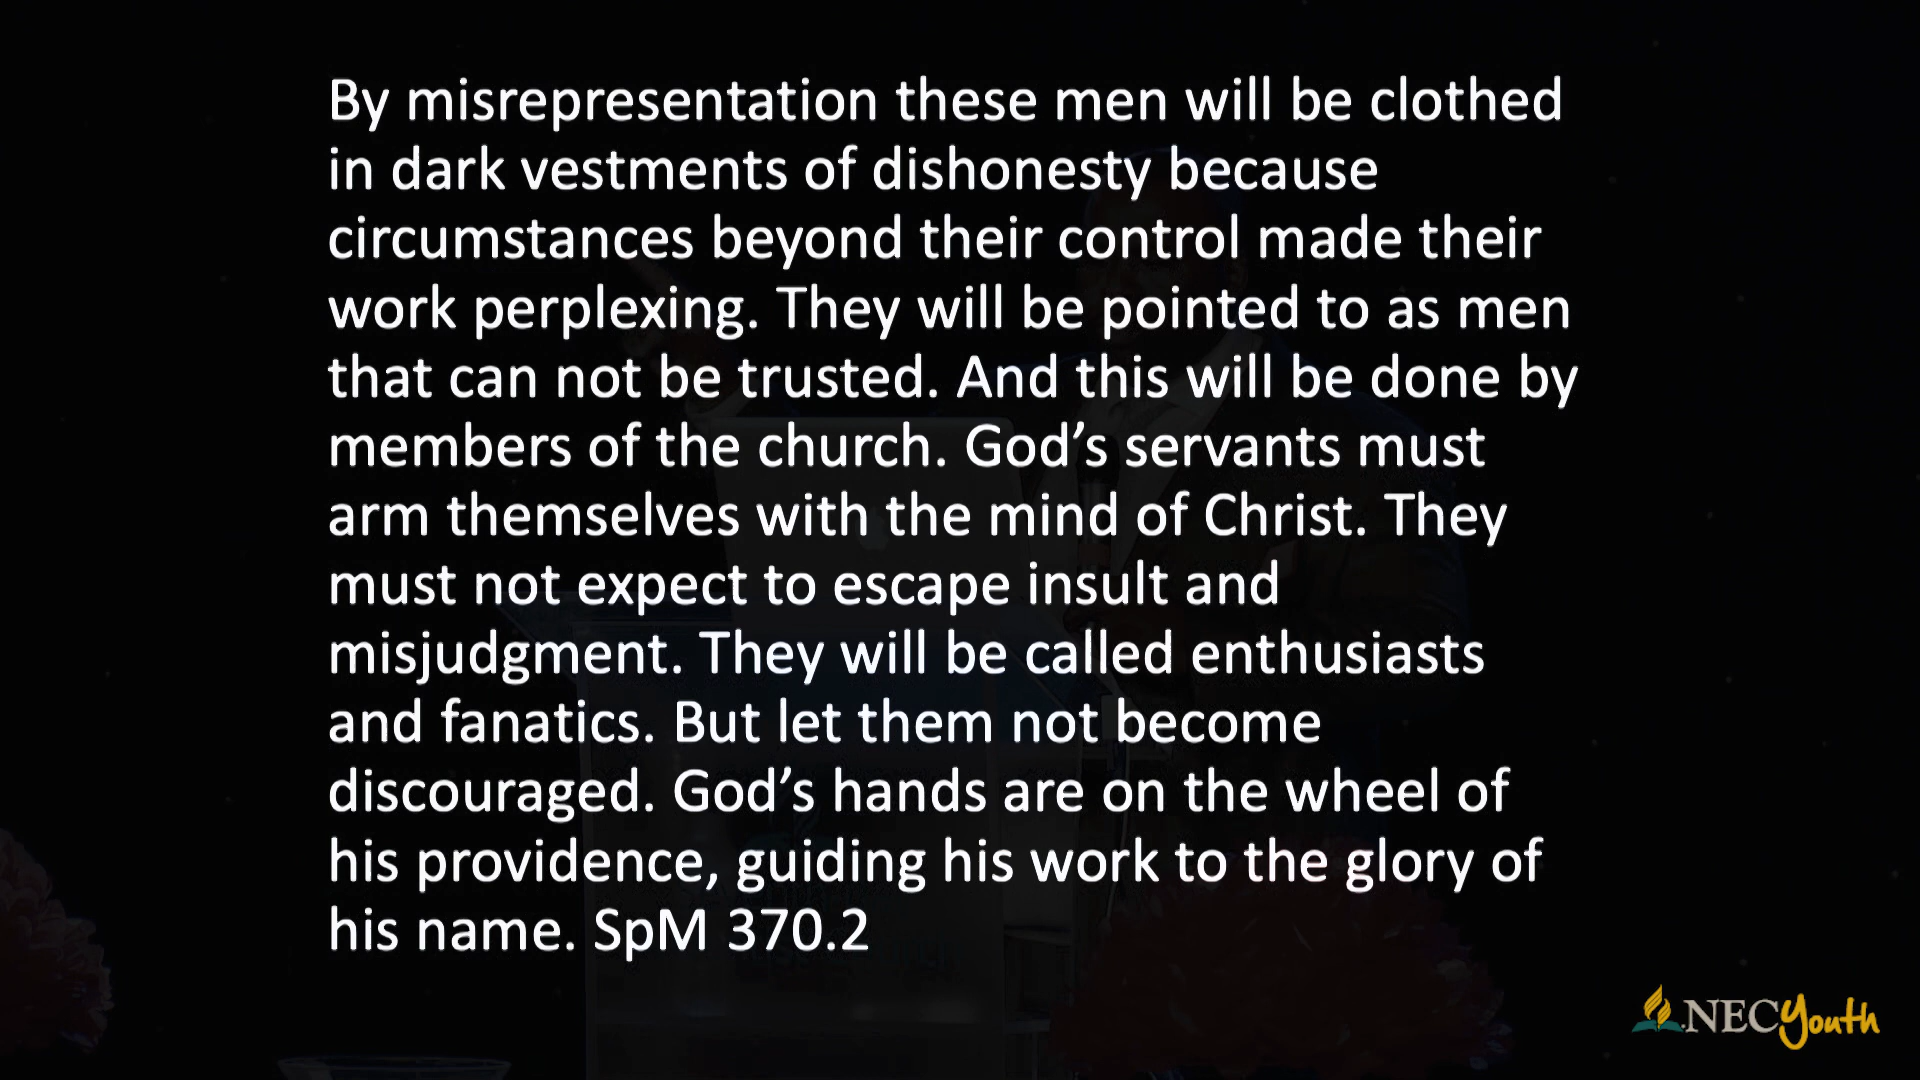 By misrepresentation these men will be clothed
in dark vestments of dishonesty because
circumstances beyond their control made their
work perplexing. They will be pointed to as men
that can not be trusted. And this will be done by
members of the church. God’s servants must
arm themselves with the mind of Christ. They
must not expect to escape insult and
misjudgment. They will be called enthusiasts
and fanatics. But let them not become
discouraged. God’s hands are on the wheel of
his providence, guiding his work to the glory of
his name. SpM 370.2
NECYouth